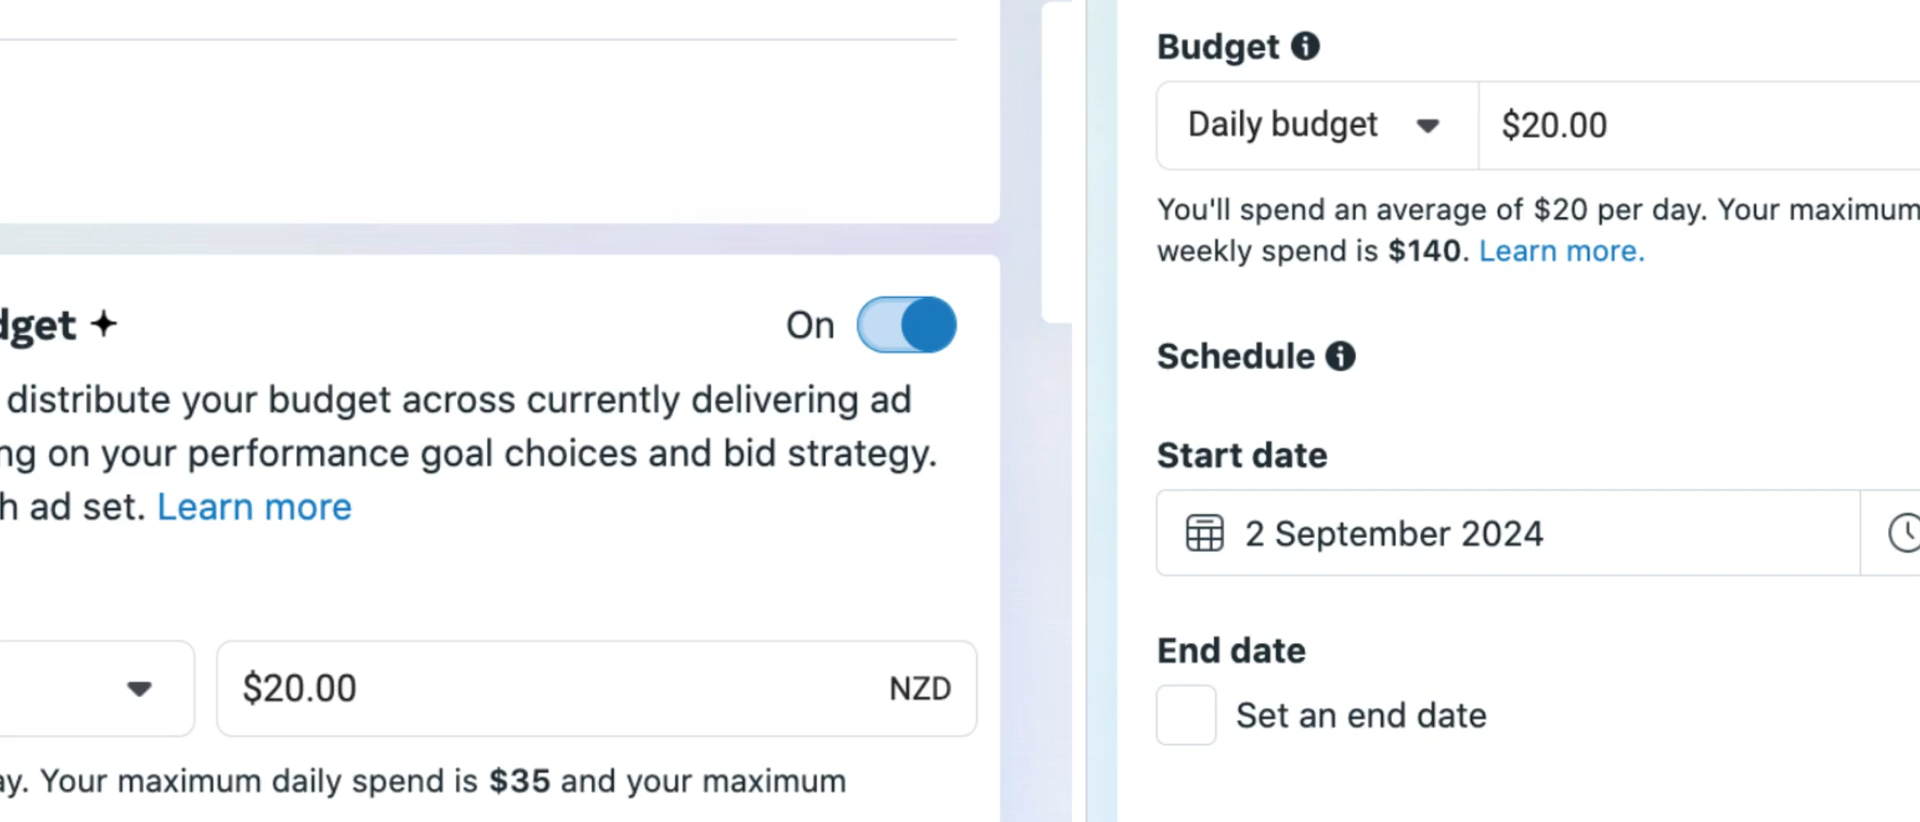 dget
On
distribute your budget across currently delivering ad
ng on your performance goal choices and bid strategy.
h ad set. Learn more
$20.00 NZD
ay. Your maximum daily spend is $35 and your maximum
Budget
Daily budget $20.00
You'll spend an average of $20 per day. Your maximum
weekly spend is $140. Learn more.
Schedule
Start date
2 September 2024
End date
Set an end date